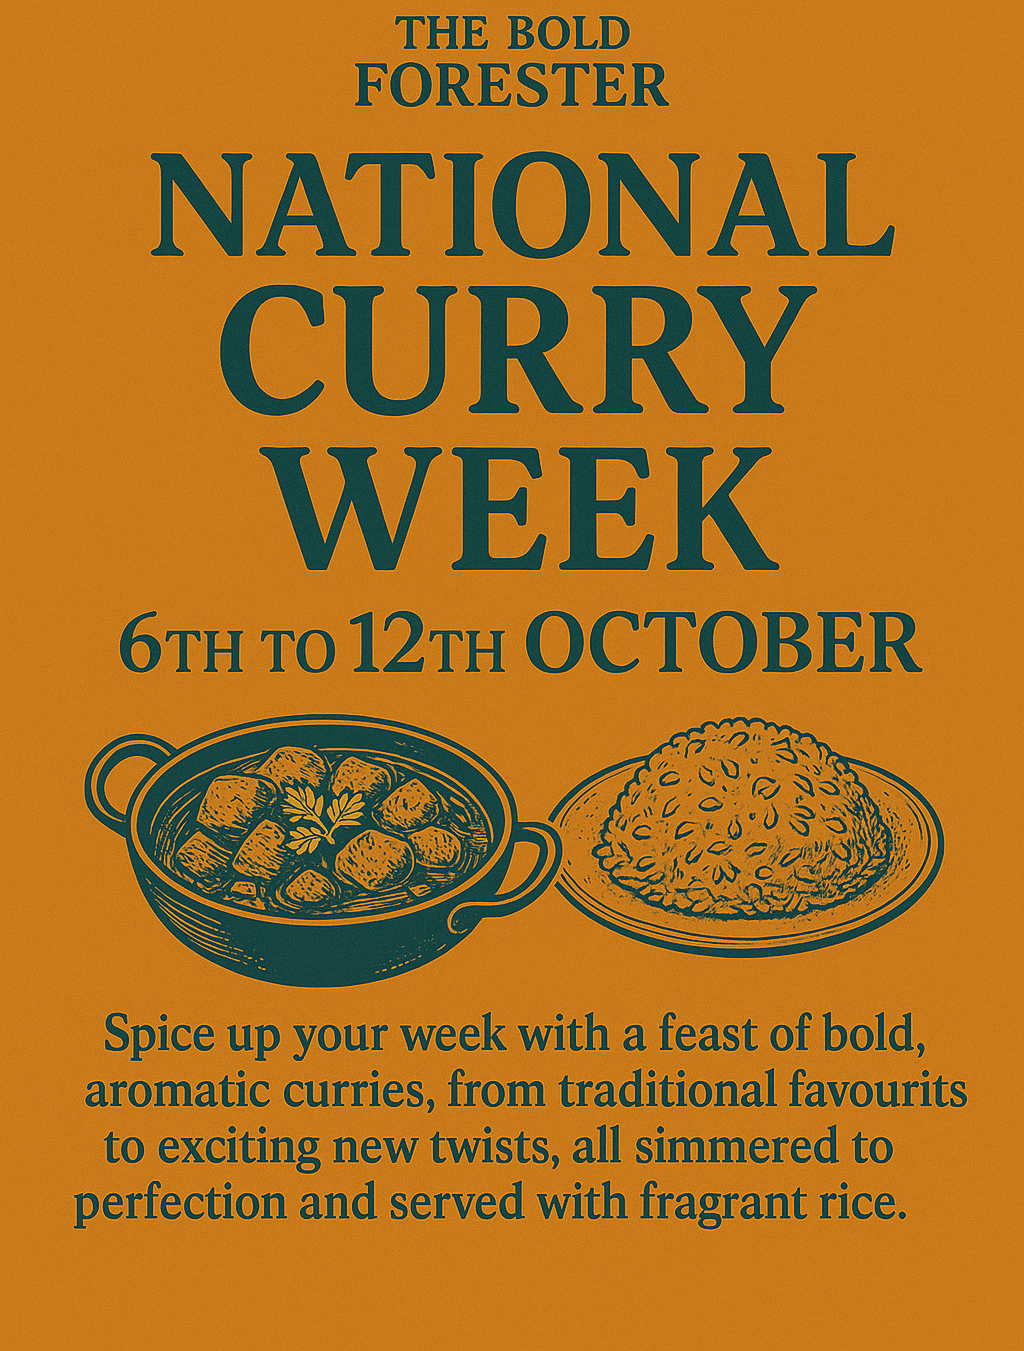 THE BOLD
FORESTER
NATIONAL
CURRY
WEEK
6TH TO 12TH OCTOBER
Spice up your week with a feast of bold,
aromatic curries, from traditional favourits
to exciting new twists, all simmered to
perfection and served with fragrant rice.